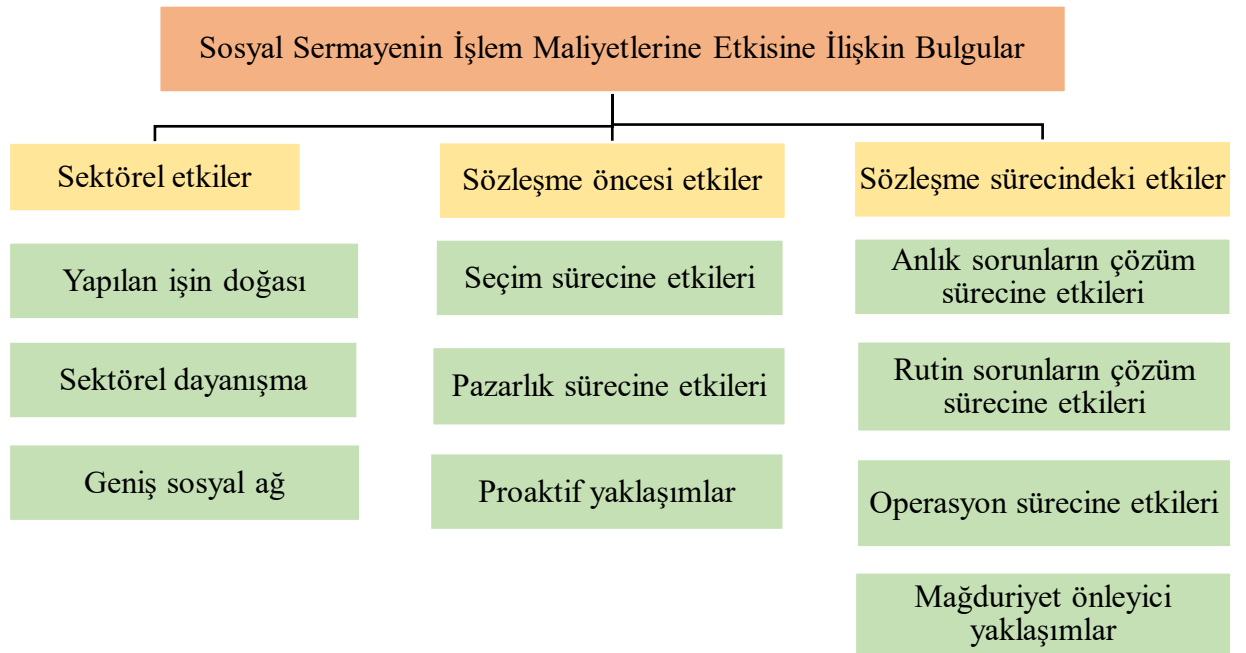 Sosyal Sermayenin İşlem Maliyetlerine Etkisine İlişkin Bulgular
Sektörel etkiler
Yapılan işin doğası
Sektörel dayanışma
Geniş sosyal ağ
Sözleşme öncesi etkiler
Seçim sürecine etkileri
Pazarlık sürecine etkileri
Proaktif yaklaşımlar
Sözleşme sürecindeki etkiler
Anlık sorunların çözüm
sürecine etkileri
Rutin sorunların çözüm
sürecine etkileri
Operasyon sürecine etkileri
Mağduriyet önleyici
yaklaşımlar